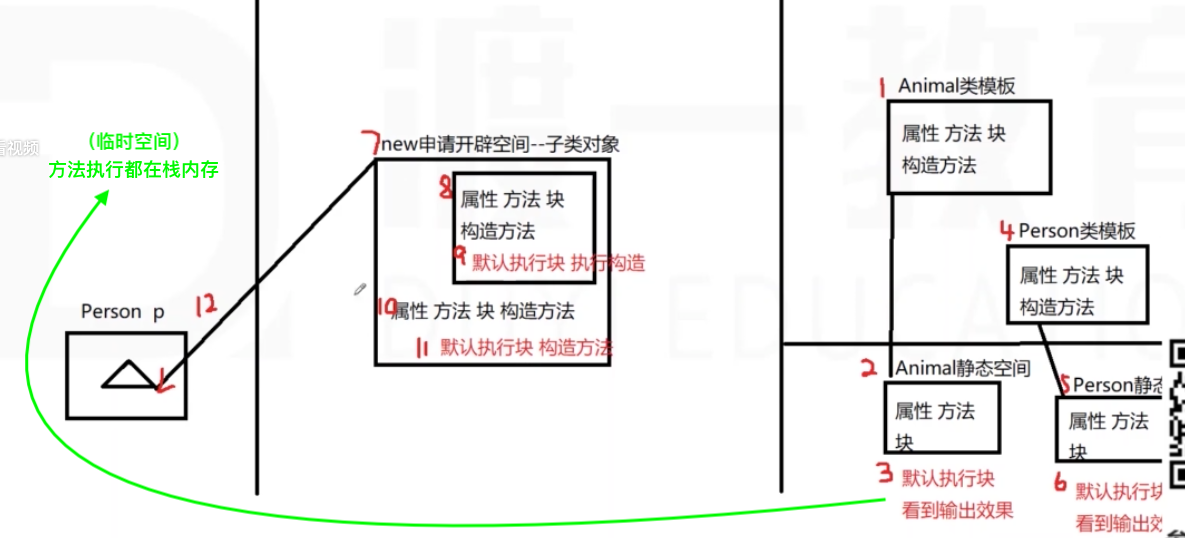 看视频
(临时空间)
方法执行都在栈内存
Person p
12
7
new申请开辟空间--子类对象
8
属性 方法 块
构造方法
9
默认执行块 执行构造
10
属性 方法 块 构造方法
11
默认执行块 构造方法
渡一教育
EDUCATIO
1
Animal类模板
属性 方法 块
构造方法
4
Person类模板
属性 方法 块
构造方法
2
Animal静态空间
属性 方法
块
3
默认执行块
看到输出效果
5
Person静态
属性 方法
块
6
默认执行块
看到输出效